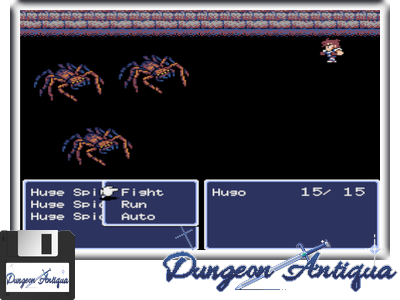 Huge Spi Fight
Huge Spi Run
Huge Spi Auto
Hugo 15/ 15
Dungeon Antiqua
Dungeon Antiqua